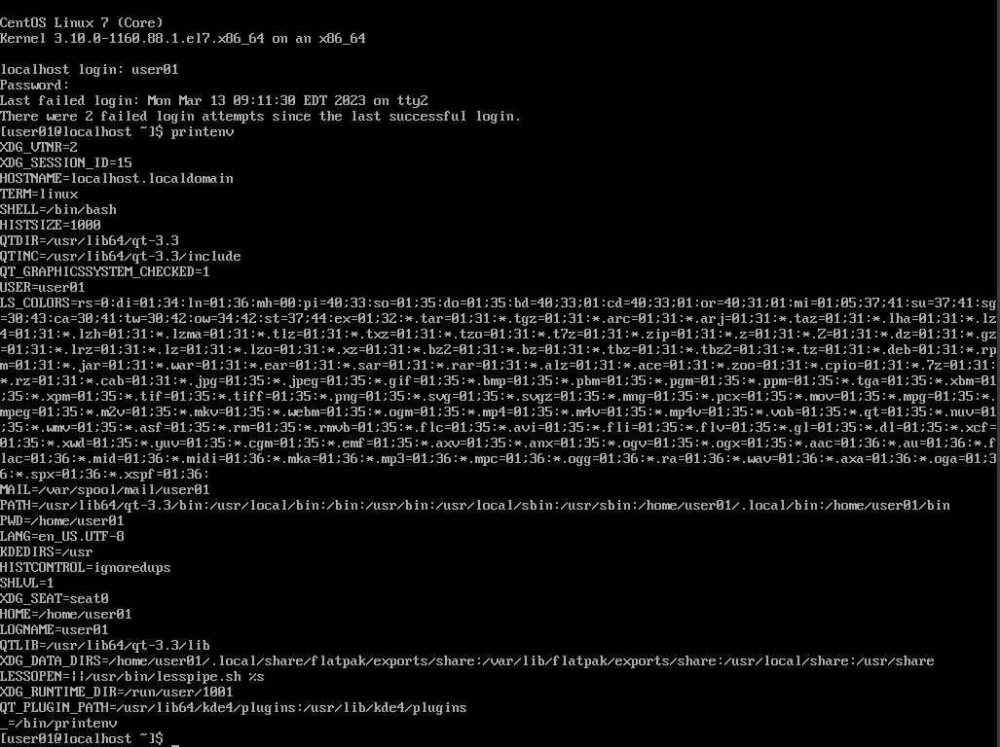 CentOS Linux 7 (Core)
Kernel 3.10.0-1160.88.1.el7.x86_64 on an x86_64
localhost login: user01
Password:
Last failed login: Mon Mar 13 09:11:30 EDT 2023 on tty2
There were 2 failed login attempts since the last successful login.
[user01@localhost ~]$ printenv
XDG_VTNR=2
XDG_SESSION_ID=15
HOSTNAME=localhost.localdomain
TERM=linux
SHELL=/bin/bash
HISTSIZE=1000
QTDIR=/usr/lib64/qt-3.3
QTINC=/usr/lib64/qt-3.3/include
QT_GRAPHICSSYSTEM_CHECKED=1
USER=user01
LS_COLORS=rs=0:di=01;34:ln=01;36:mh=00:pi=40;33:so=01;35:do=01;35:bd=40;33;01:cd=40;33;01:or=40;31;01:mi=01;05;37;41:su=37;41:sg
=30;43:ca=30;41:tw=30;42:ow=34;42:st=37;44:ex=01;32:*.tar=01;31:*.tgz=01;31:*.arc=01;31:*.arj=01;31:*.taz=01;31:*.lha=01;31:*.lz
4=01;31:*.lzh=01;31:*.lzma=01;31:*.tlz=01;31:*.txz=01;31:*.tzo=01;31:*.t7z=01;31:*.zip=01;31:*.z=01;31:*.Z=01;31:*.dz=01;31:*.gz
=01;31:*.lrz=01;31:*.lz=01;31:*.lzo=01;31:*.xz=01;31:*.bz2=01;31:*.bz=01;31:*.tbz=01;31:*.tbz2=01;31:*.tz=01;31:*.deb=01;31:*.rp
m=01;31:*.jar=01;31:*.war=01;31:*.ear=01;31:*.sar=01;31:*.rar=01;31:*.alz=01;31:*.ace=01;31:*.zoo=01;31:*.cpio=01;31:*.7z=01;31:
*.rz=01;31:*.cab=01;31:*.jpg=01;35:*.jpeg=01;35:*.gif=01;35:*.bmp=01;35:*.pbm=01;35:*.pgm=01;35:*.ppm=01;35:*.tga=01;35:*.xbm=01
;35:*.xpm=01;35:*.tif=01;35:*.tiff=01;35:*.png=01;35:*.svg=01;35:*.svgz=01;35:*.mng=01;35:*.pcx=01;35:*.mov=01;35:*.mpg=01;35:*.
mpeg=01;35:*.m2v=01;35:*.mkv=01;35:*.webm=01;35:*.ogm=01;35:*.mp4=01;35:*.m4v=01;35:*.mp4v=01;35:*.vob=01;35:*.qt=01;35:*.nuv=01
;35:*.wmv=01;35:*.asf=01;35:*.rm=01;35:*.rmvb=01;35:*.flc=01;35:*.avi=01;35:*.fli=01;35:*.flv=01;35:*.gl=01;35:*.dl=01;35:*.xcf=
01;35:*.xwd=01;35:*.yuv=01;35:*.cgm=01;35:*.emf=01;35:*.axv=01;35:*.anx=01;35:*.ogv=01;35:*.ogx=01;35:*.aac=01;36:*.au=01;36:*.f
lac=01;36:*.mid=01;36:*.midi=01;36:*.mka=01;36:*.mp3=01;36:*.mpc=01;36:*.ogg=01;36:*.ra=01;36:*.wav=01;36:*.axa=01;36:*.oga=01;3
6:*.spx=01;36:*.xspf=01;36:
MAIL=/var/spool/mail/user01
PATH=/usr/lib64/qt-3.3/bin:/usr/local/bin:/bin:/usr/bin:/usr/local/sbin:/usr/sbin:/home/user01/.local/bin:/home/user01/bin
PWD=/home/user01
LANG=en_US.UTF-8
KDEDIRS=/usr
HISTCONTROL=ignoredups
SHLVL=1
XDG_SEAT=seat0
HOME=/home/user01
LOGNAME=user01
QTLIB=/usr/lib64/qt-3.3/lib
XDG_DATA_DIRS=/home/user01/.local/share/flatpak/exports/share:/var/lib/flatpak/exports/share:/usr/local/share:/usr/share
LESSOPEN=||/usr/bin/lesspipe.sh %s
XDG_RUNTIME_DIR=/run/user/1001
QT_PLUGIN_PATH=/usr/lib64/kde4/plugins:/usr/lib/kde4/plugins
_=/bin/printenv
[user01@localhost ~]$ _